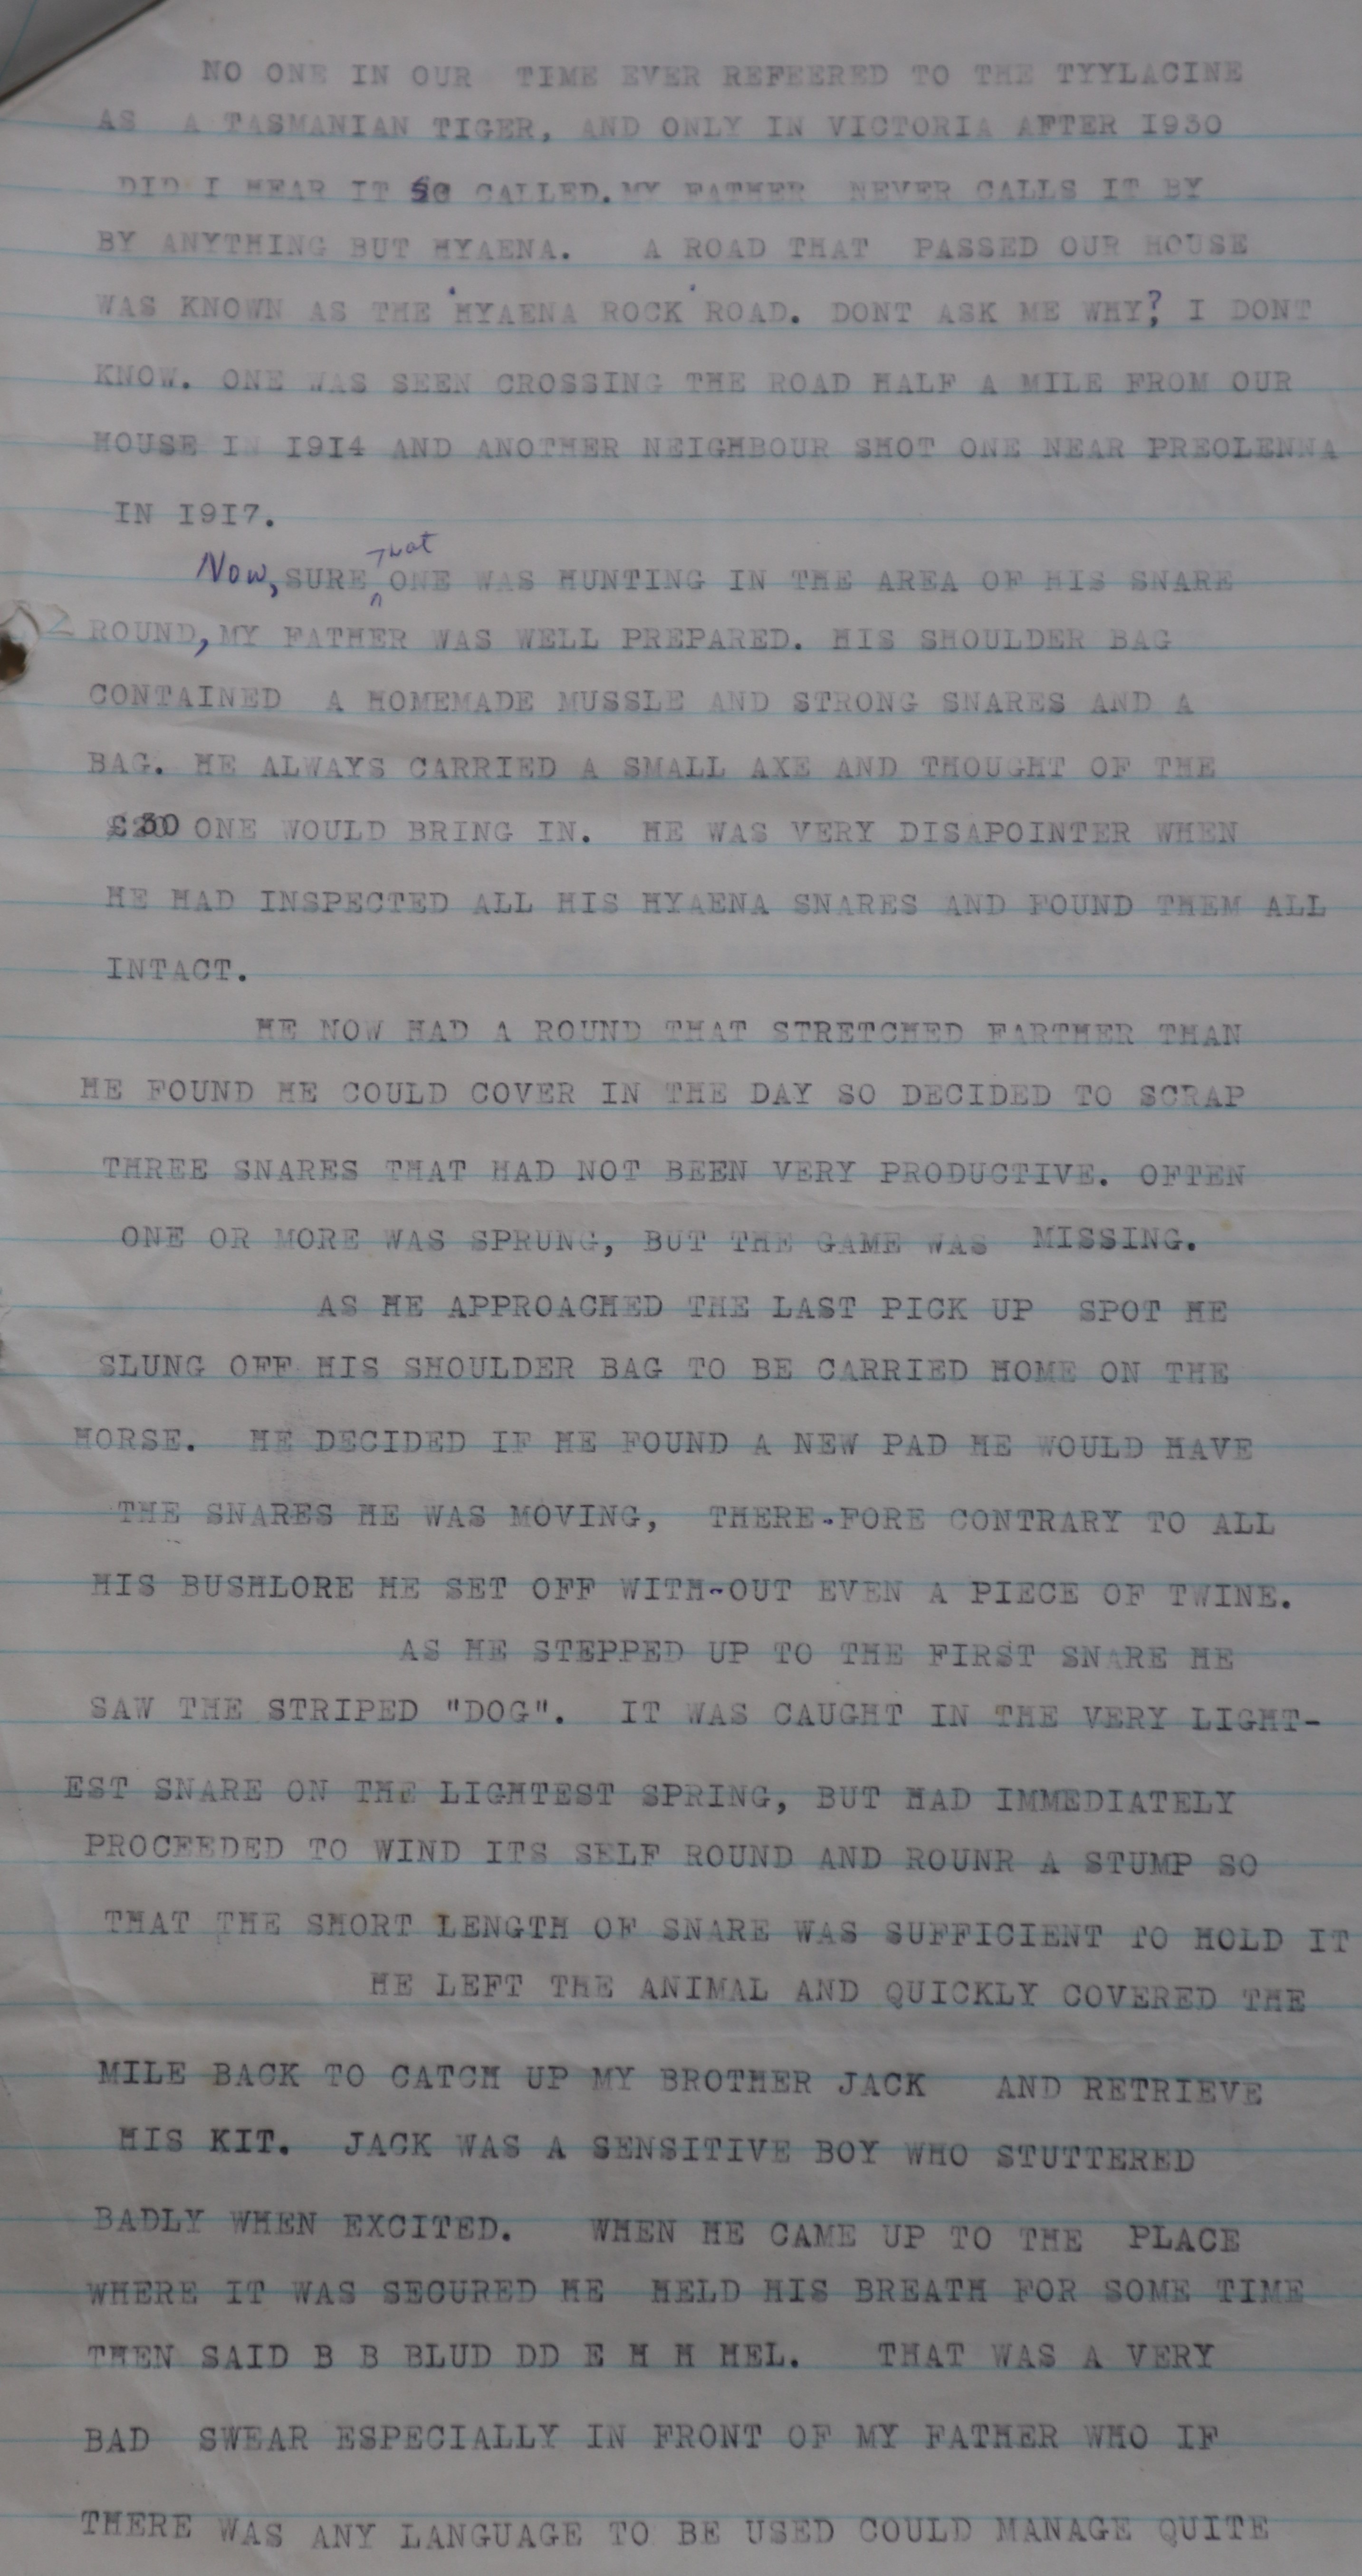 NO ONE IN OUR TIME EVER REFEERED TO THE TYYLACINE
AS A TASMANIAN TIGER, AND ONLY IN VICTORIA AFTER 1930
DID I HEAR IT SO CALLED. MY FATHER NEVER CALLS IT BY
BY ANYTHING BUT HYAENA. A ROAD THAT PASSED OUR HOUSE
WAS KNOWN AS THE 'HYAENA ROCK' ROAD. DONT ASK ME WHY? I DONT
KNOW. ONE WAS SEEN CROSSING THE ROAD HALF A MILE FROM OUR
HOUSE IN 1914 AND ANOTHER NEIGHBOUR SHOT ONE NEAR PREOLENNA
IN 1917.
Now, SURE That ONE WAS HUNTING IN THE AREA OF HIS SNARE
ROUND, MY FATHER WAS WELL PREPARED. HIS SHOULDER BAG
CONTAINED A HOMEMADE MUSSLE AND STRONG SNARES AND A
BAG. HE ALWAYS CARRIED A SMALL AXE AND THOUGHT OF THE
£30 ONE WOULD BRING IN. HE WAS VERY DISAPOINTER WHEN
HE HAD INSPECTED ALL HIS HYAENA SNARES AND FOUND THEM ALL
INTACT.
HE NOW HAD A ROUND THAT STRETCHED FARTHER THAN
HE FOUND HE COULD COVER IN THE DAY SO DECIDED TO SCRAP
THREE SNARES THAT HAD NOT BEEN VERY PRODUCTIVE. OFTEN
ONE OR MORE WAS SPRUNG, BUT THE GAME WAS MISSING.
AS HE APPROACHED THE LAST PICK UP SPOT HE
SLUNG OFF HIS SHOULDER BAG TO BE CARRIED HOME ON THE
HORSE. HE DECIDED IF HE FOUND A NEW PAD HE WOULD HAVE
THE SNARES HE WAS MOVING, THERE-FORE CONTRARY TO ALL
HIS BUSHLORE HE SET OFF WITH-OUT EVEN A PIECE OF TWINE.
AS HE STEPPED UP TO THE FIRST SNARE HE
SAW THE STRIPED "DOG". IT WAS CAUGHT IN THE VERY LIGHT-
EST SNARE ON THE LIGHTEST SPRING, BUT HAD IMMEDIATELY
PROCEEDED TO WIND ITS SELF ROUND AND ROUNR A STUMP SO
THAT THE SHORT LENGTH OF SNARE WAS SUFFICIENT TO HOLD IT
HE LEFT THE ANIMAL AND QUICKLY COVERED THE
MILE BACK TO CATCH UP MY BROTHER JACK AND RETRIEVE
HIS KIT. JACK WAS A SENSITIVE BOY WHO STUTTERED
BADLY WHEN EXCITED. WHEN HE CAME UP TO THE PLACE
WHERE IT WAS SECURED HE HELD HIS BREATH FOR SOME TIME
THEN SAID B B BLUD DD E H H HEL. THAT WAS A VERY
BAD SWEAR ESPECIALLY IN FRONT OF MY FATHER WHO IF
THERE WAS ANY LANGUAGE TO BE USED COULD MANAGE QUITE